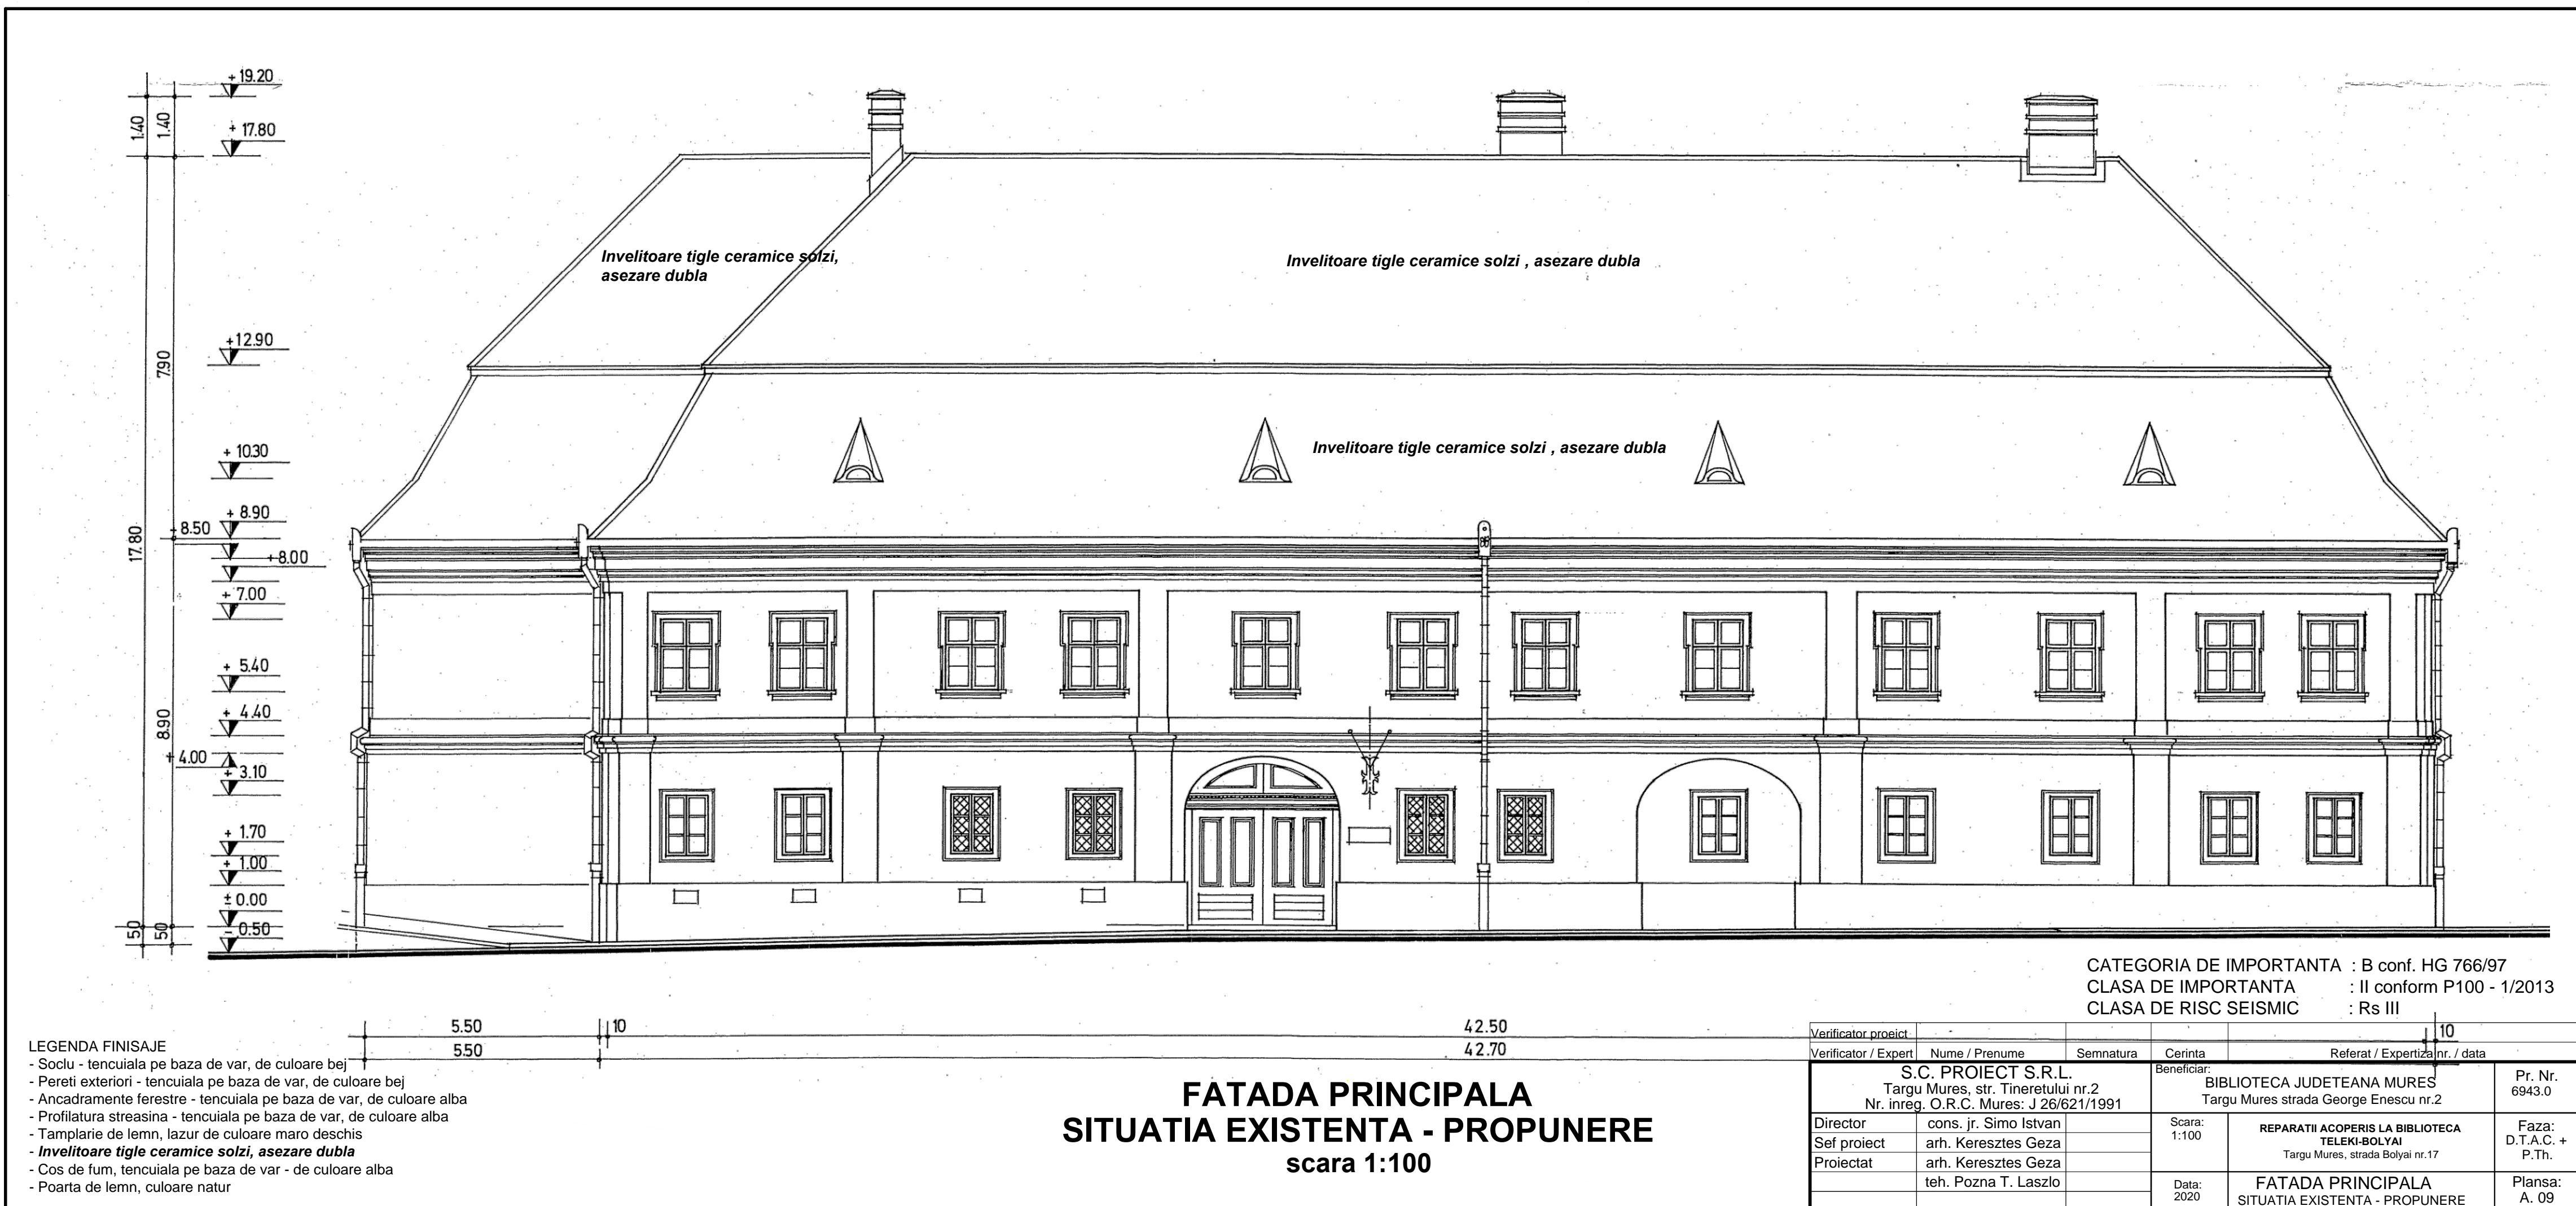 + 19.20
1.40
1.40
+ 17.80
Invelitoare tigle ceramice solzi,
asezare dubla
Invelitoare tigle ceramice solzi , asezare dubla
+12.90
7.90
+ 10.30
Invelitoare tigle ceramice solzi , asezare dubla
+ 8.90
+ 8.50
17.80
+8.00
+ 7.00
+ 5.40
+ 4.40
8.90
+ 4.00
+ 3.10
+ 1.70
+ 1.00
± 0.00
50
50
- 0.50
CATEGORIA DE IMPORTANTA : B conf. HG 766/97
CLASA DE IMPORTANTA : II conform P100 - 1/2013
CLASA DE RISC SEISMIC : Rs III
5.50
10
42.50
10
5.50
42.70
LEGENDA FINISAJE
- Soclu - tencuiala pe baza de var, de culoare bej
- Pereti exteriori - tencuiala pe baza de var, de culoare bej
- Ancadramente ferestre - tencuiala pe baza de var, de culoare alba
- Profilatura streasina - tencuiala pe baza de var, de culoare alba
- Tamplarie de lemn, lazur de culoare maro deschis
- Invelitoare tigle ceramice solzi, asezare dubla
- Cos de fum, tencuiala pe baza de var - de culoare alba
- Poarta de lemn, culoare natur
FATADA PRINCIPALA
SITUATIA EXISTENTA - PROPUNERE
scara 1:100
Verificator proeict
Verificator / Expert Nume / Prenume Semnatura Cerinta Referat / Expertiza nr. / data
S.C. PROIECT S.R.L.
Targu Mures, str. Tineretului nr.2
Nr. inreg. O.R.C. Mures: J 26/621/1991
Beneficiar:
BIBLIOTECA JUDETEANA MURES
Targu Mures strada George Enescu nr.2
Pr. Nr.
6943.0
Director cons. jr. Simo Istvan
Sef proiect arh. Keresztes Geza
Proiectat arh. Keresztes Geza
teh. Pozna T. Laszlo
Scara:
1:100
REPARATII ACOPERIS LA BIBLIOTECA
TELEKI-BOLYAI
Targu Mures, strada Bolyai nr.17
Faza:
D.T.A.C. +
P.Th.
Data:
2020
FATADA PRINCIPALA
SITUATIA EXISTENTA - PROPUNERE
Plansa:
A. 09